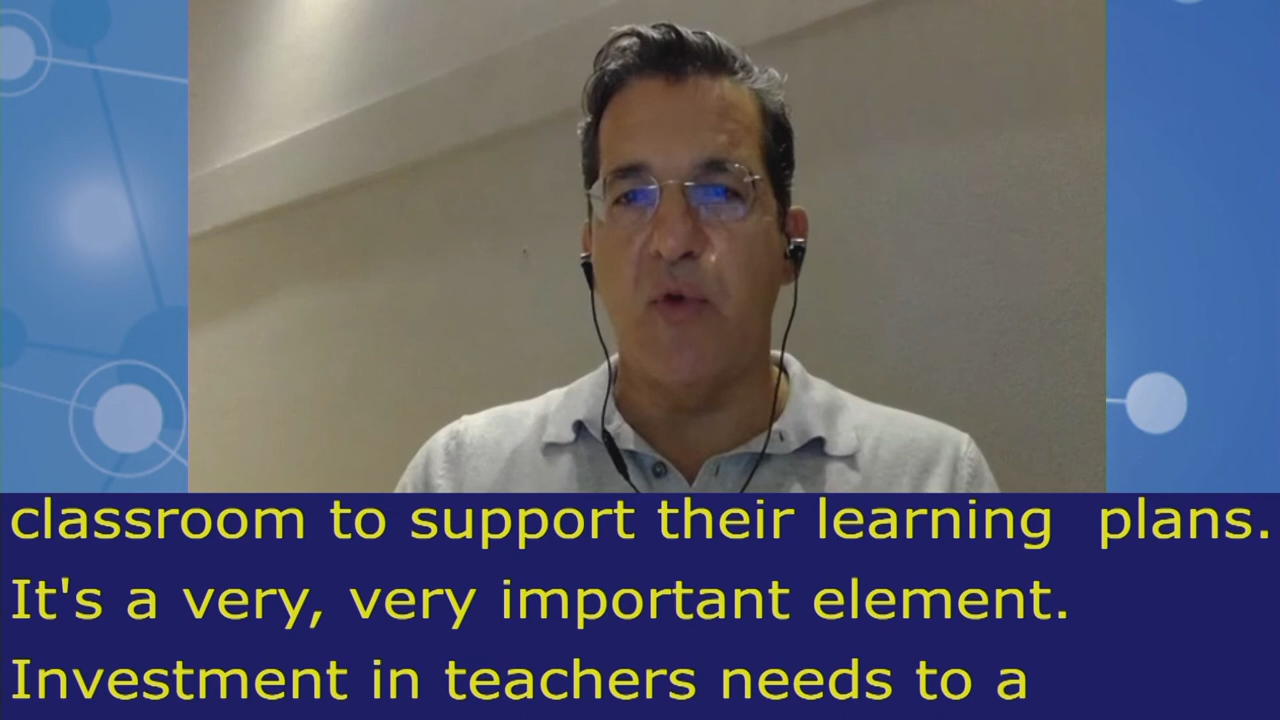 classroom to support their learning  plans.
It's a very, very important element.
Investment in teachers needs to a